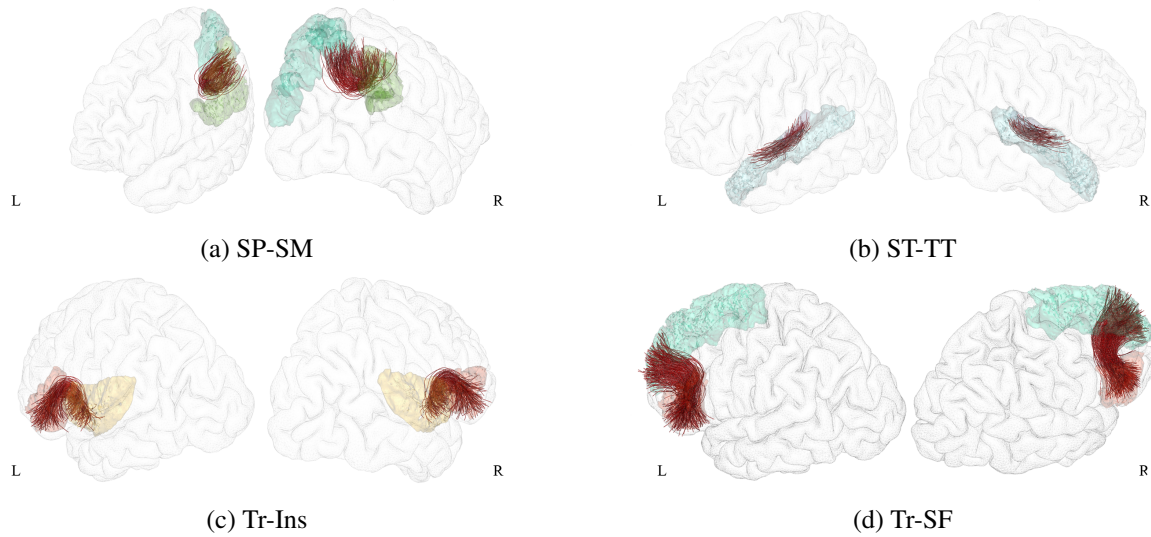 L R
L R
(a) SP-SM
(b) ST-TT
L R
L R
(c) Tr-Ins
(d) Tr-SF